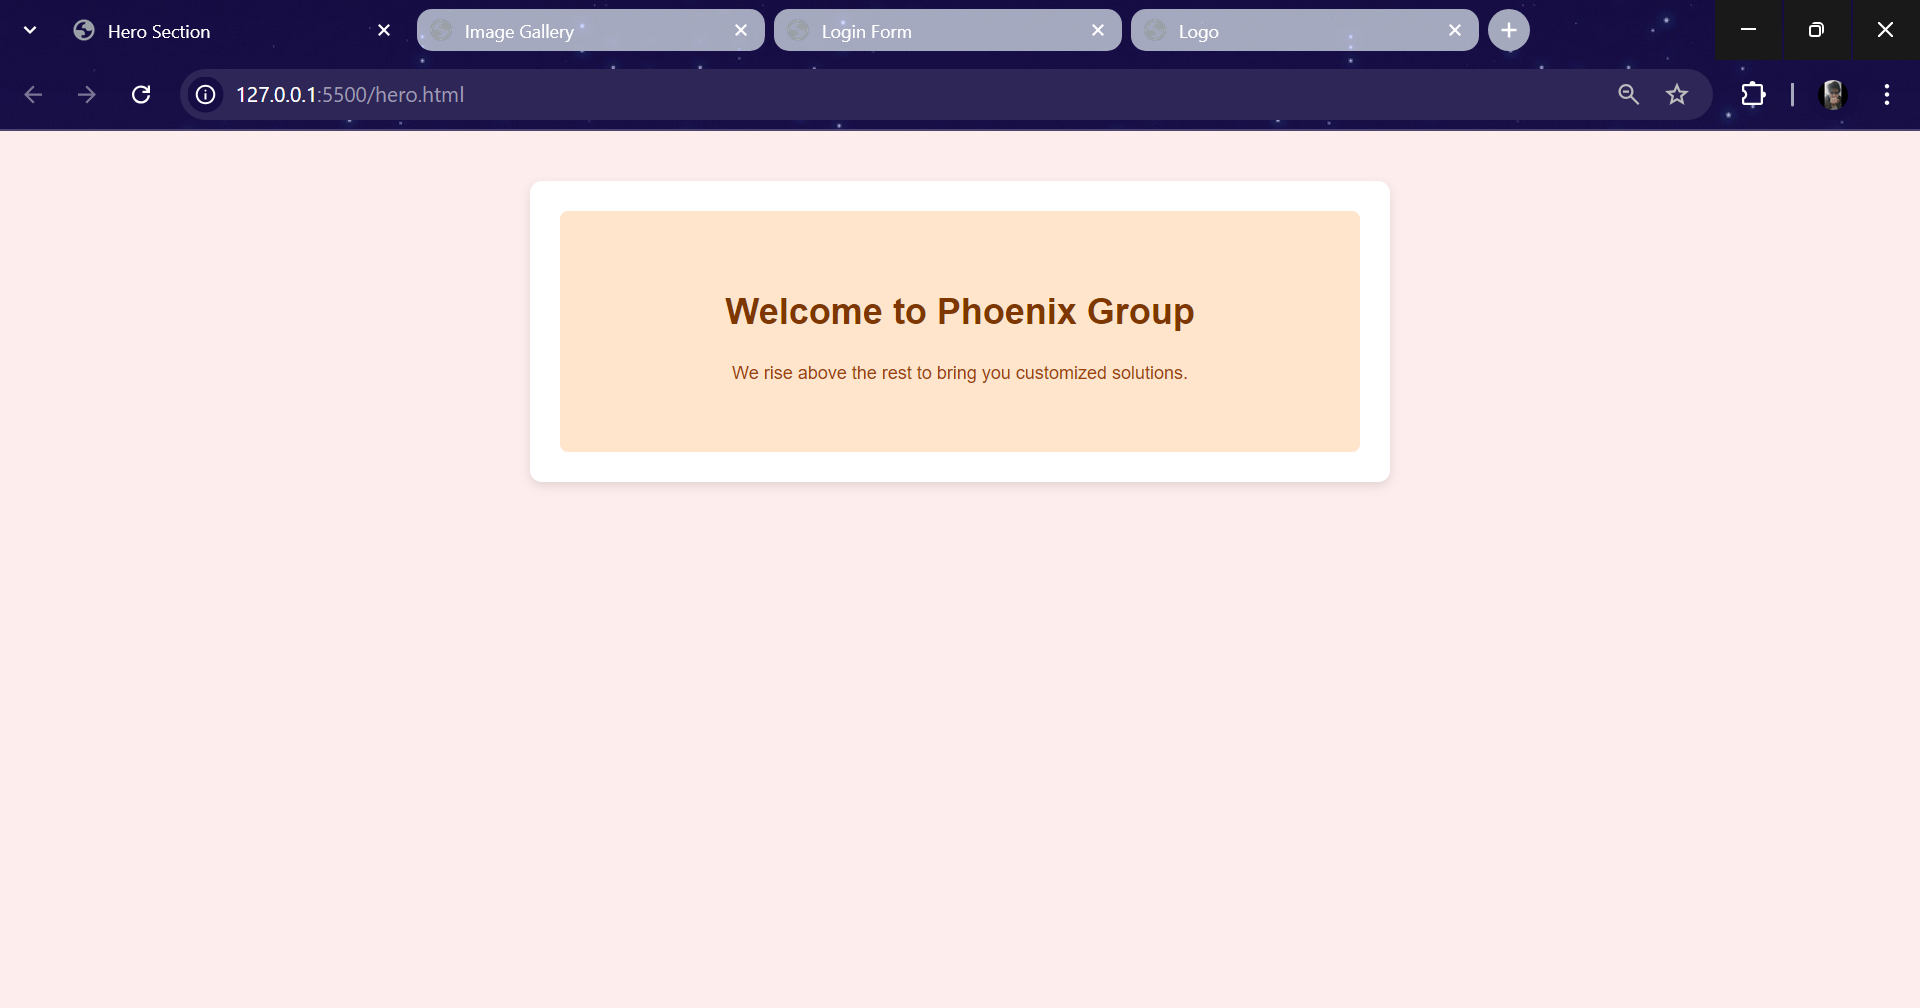 Hero Section
Image Gallery
Login Form
Logo
127.0.0.1:5500/hero.html
Welcome to Phoenix Group
We rise above the rest to bring you customized solutions.